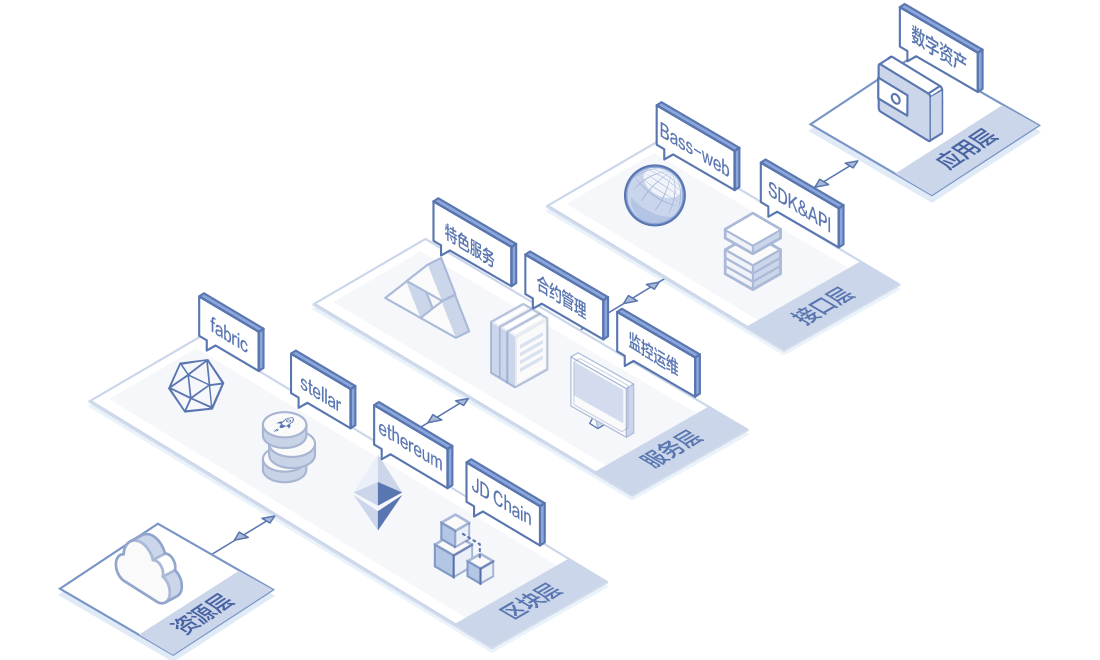 数字资产
应用层
Bass-web
SDK&API
接口层
特色服务
合约管理
监控运维
服务层
fabric
stellar
ethereum
JD Chain
区块层
资源层